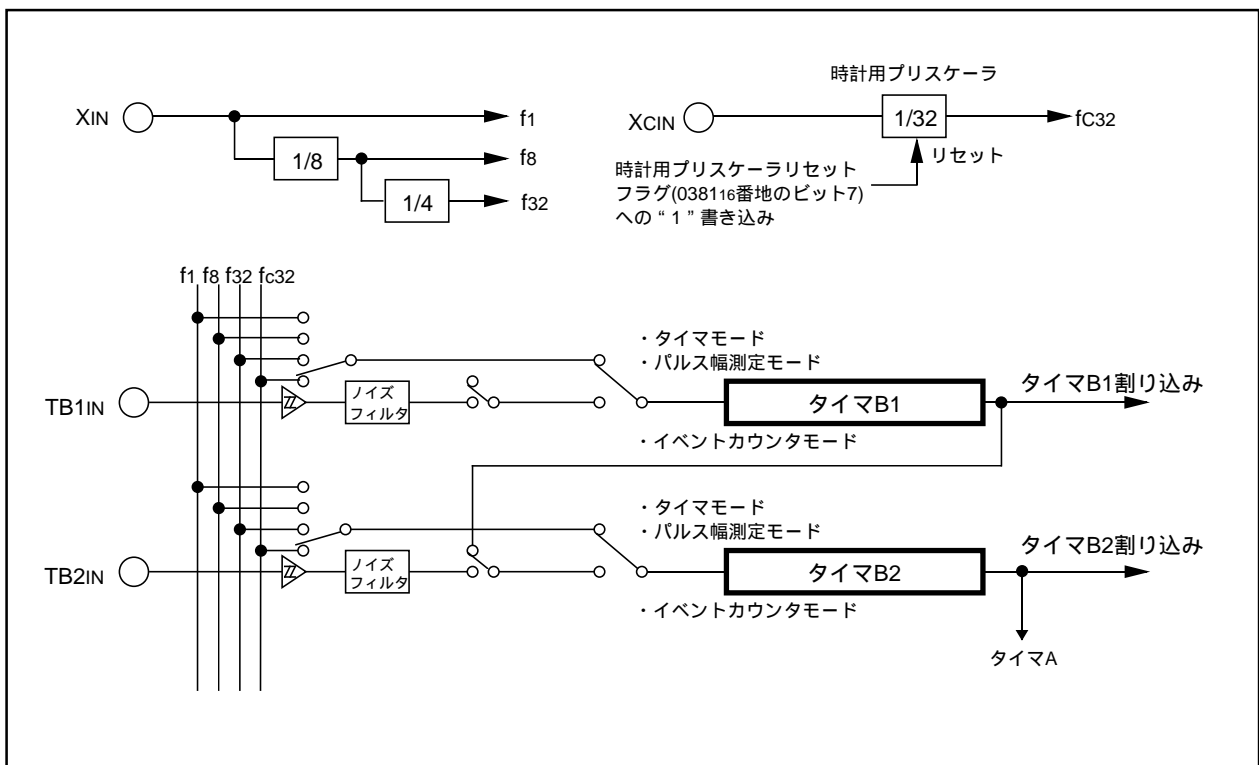 時計用プリスケーラ
XIN
f1
XCIN
1/32
fC32
1/8
f8
リセット
1/4
f32
時計用プリスケーラリセット
フラグ(038116番地のビット7)
への“1”書き込み
f1 f8 f32 fc32
・タイマモード
・パルス幅測定モード
TB1IN
ノイズ
フィルタ
タイマB1
タイマB1割り込み
・イベントカウンタモード
・タイマモード
・パルス幅測定モード
TB2IN
ノイズ
フィルタ
タイマB2
タイマB2割り込み
・イベントカウンタモード
タイマA